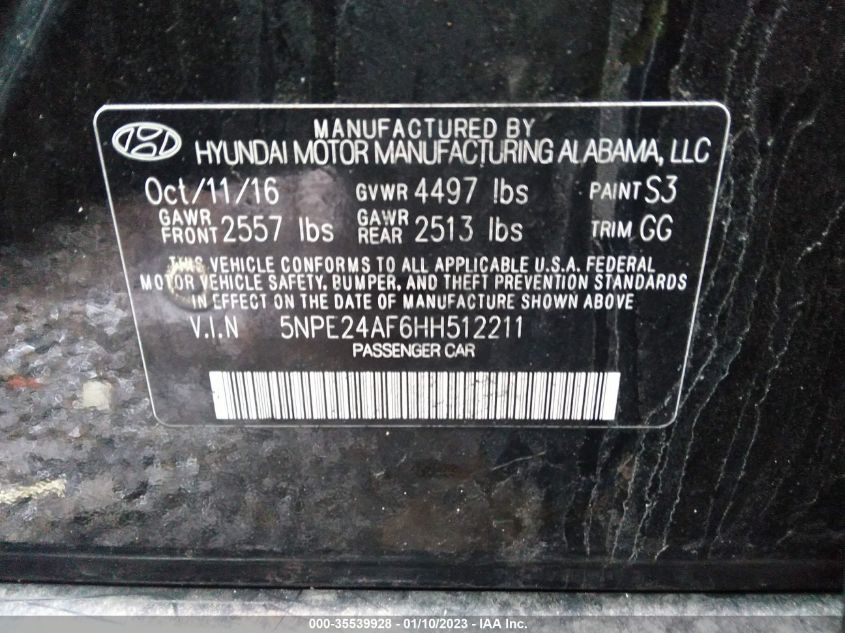 MANUFACTURED BY
HYUNDAI MOTOR MANUFACTURING ALABAMA, LLC
Oct/11/16 GVWR 4497 lbs PAINT S3
GAWR FRONT 2557 lbs GAWR REAR 2513 lbs TRIM GG
THIS VEHICLE CONFORMS TO ALL APPLICABLE U.S.A. FEDERAL
MOTOR VEHICLE SAFETY, BUMPER, AND THEFT PREVENTION STANDARDS
IN EFFECT ON THE DATE OF MANUFACTURE SHOWN ABOVE
V.I.N 5NPE24AF6HH512211
PASSENGER CAR
000-35539928 - 01/10/2023 - IAA Inc.